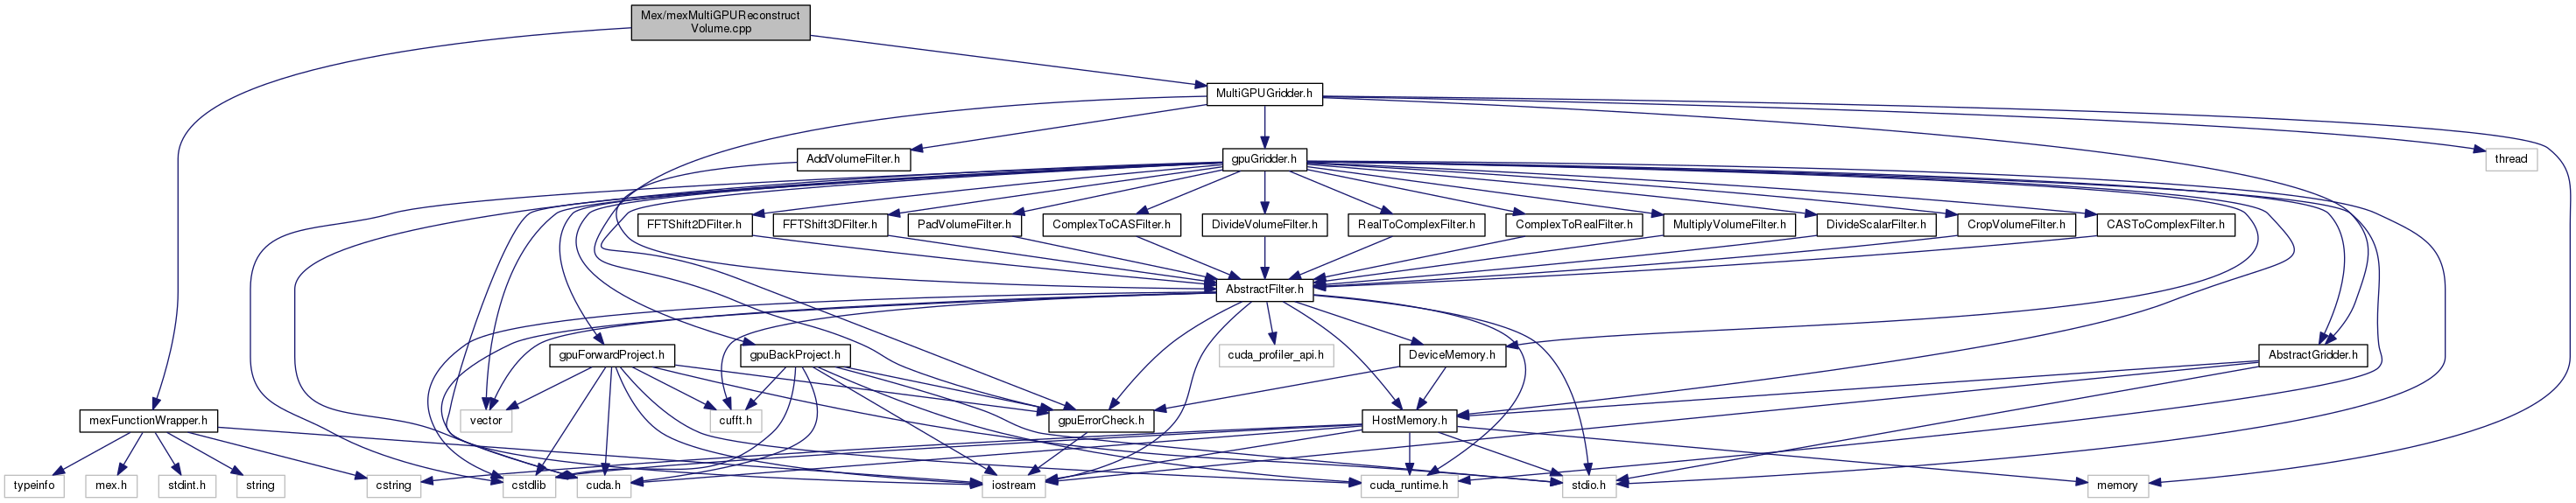 Mex/mexMultiGPUReconstruct
Volume.cpp
MultiGPUGridder.h
AddVolumeFilter.h
gpuGridder.h
thread
FFTShift2DFilter.h
FFTShift3DFilter.h
PadVolumeFilter.h
ComplexToCASFilter.h
DivideVolumeFilter.h
RealToComplexFilter.h
ComplexToRealFilter.h
MultiplyVolumeFilter.h
DivideScalarFilter.h
CropVolumeFilter.h
CASToComplexFilter.h
AbstractFilter.h
gpuForwardProject.h
gpuBackProject.h
cuda_profiler_api.h
DeviceMemory.h
AbstractGridder.h
mexFunctionWrapper.h
vector
cufft.h
gpuErrorCheck.h
HostMemory.h
typeinfo
mex.h
stdint.h
string
cstring
cstdlib
cuda.h
iostream
cuda_runtime.h
stdio.h
memory